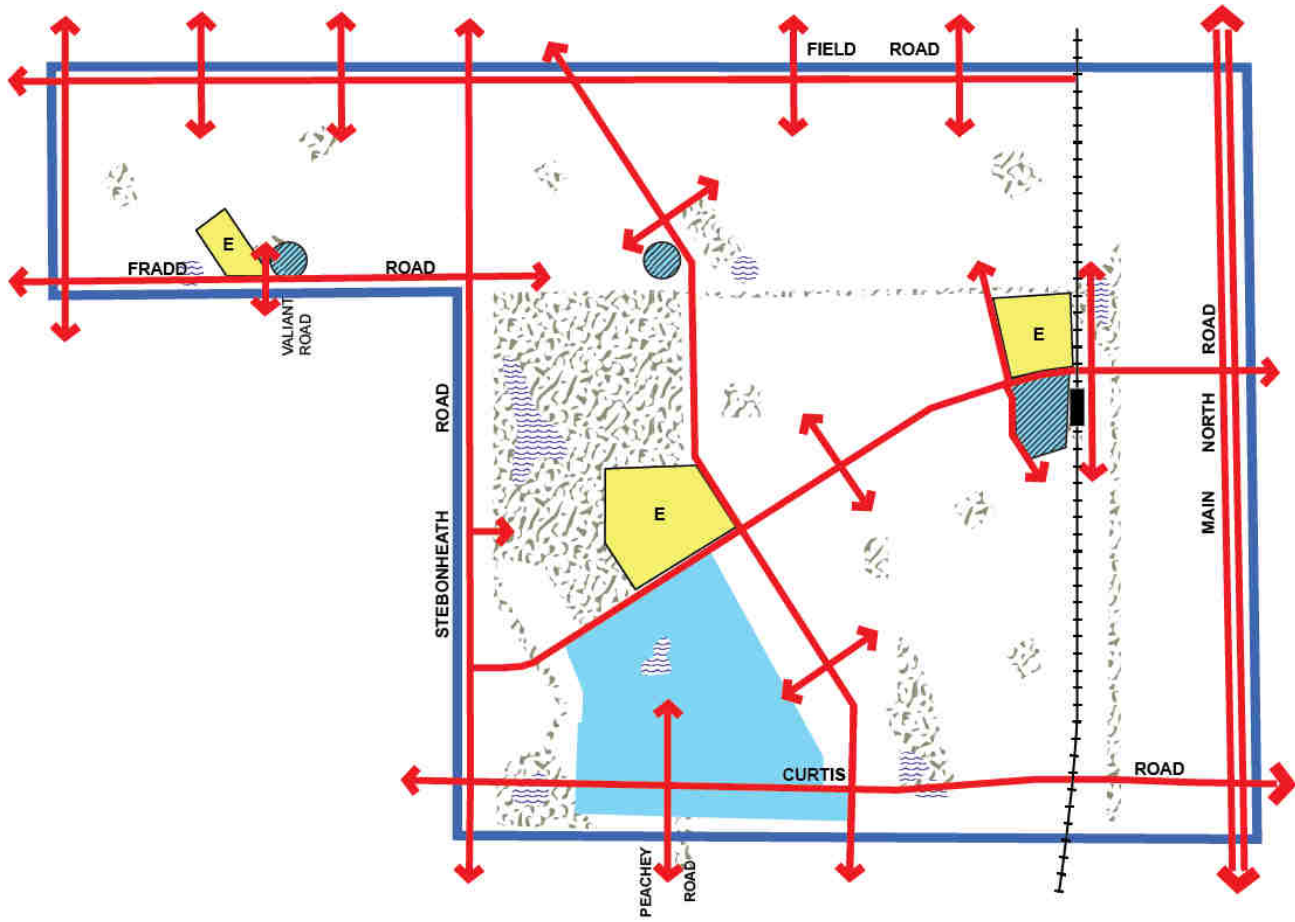 FIELD ROAD
E
FRADD ROAD
VALIANT
ROAD
E
STEBONHEATH ROAD
MAIN NORTH ROAD
E
CURTIS ROAD
PEACHEY
ROAD